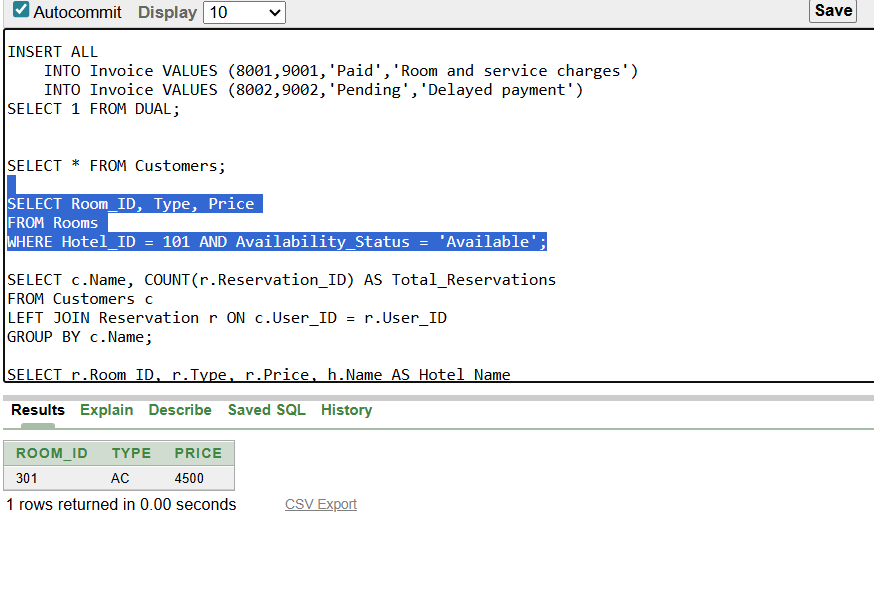 Autocommit Display 10 Save
INSERT ALL
    INTO Invoice VALUES (8001,9001,'Paid','Room and service charges')
    INTO Invoice VALUES (8002,9002,'Pending','Delayed payment')
SELECT 1 FROM DUAL;
SELECT * FROM Customers;
SELECT Room_ID, Type, Price
FROM Rooms
WHERE Hotel_ID = 101 AND Availability_Status = 'Available';
SELECT c.Name, COUNT(r.Reservation_ID) AS Total_Reservations
FROM Customers c
LEFT JOIN Reservation r ON c.User_ID = r.User_ID
GROUP BY c.Name;
SELECT r.Room_ID, r.Type, r.Price, h.Name AS Hotel_Name
Results Explain Describe Saved SQL History
ROOM_ID TYPE PRICE
301 AC 4500
1 rows returned in 0.00 seconds CSV Export